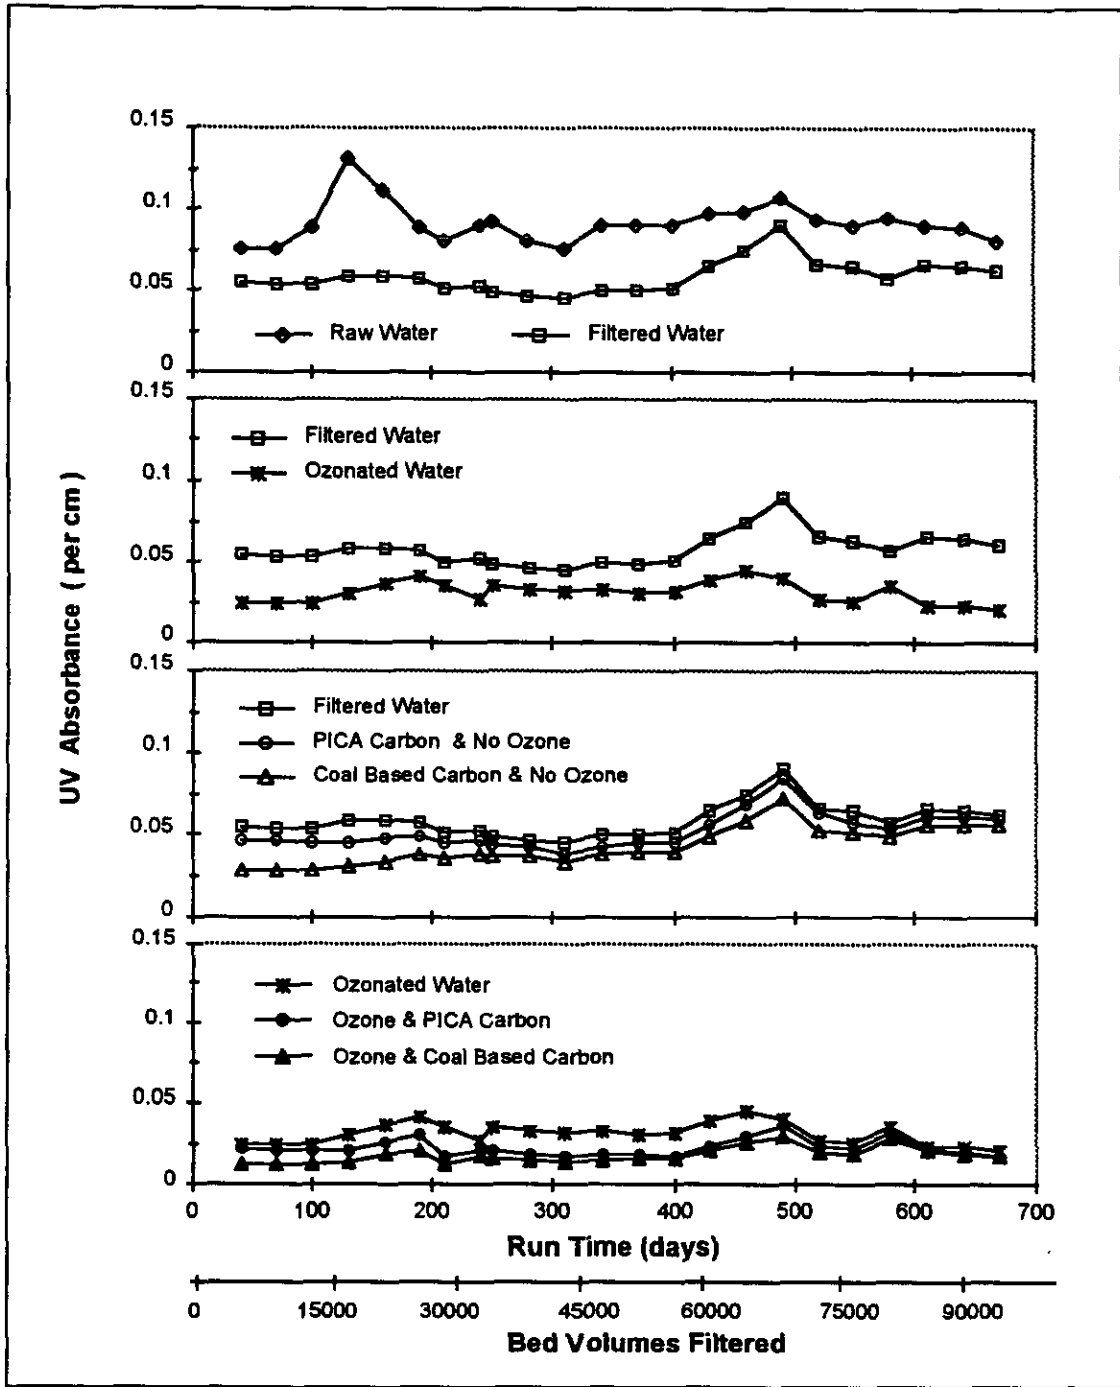 0.15
0.1
0.05
0
Raw Water
Filtered Water
0.15
0.1
0.05
0
Filtered Water
Ozonated Water
0.15
0.1
0.05
0
Filtered Water
PICA Carbon & No Ozone
Coal Based Carbon & No Ozone
0.15
0.1
0.05
0
Ozonated Water
Ozone & PICA Carbon
Ozone & Coal Based Carbon
UV Absorbance ( per cm )
0 100 200 300 400 500 600 700
Run Time (days)
0 15000 30000 45000 60000 75000 90000
Bed Volumes Filtered